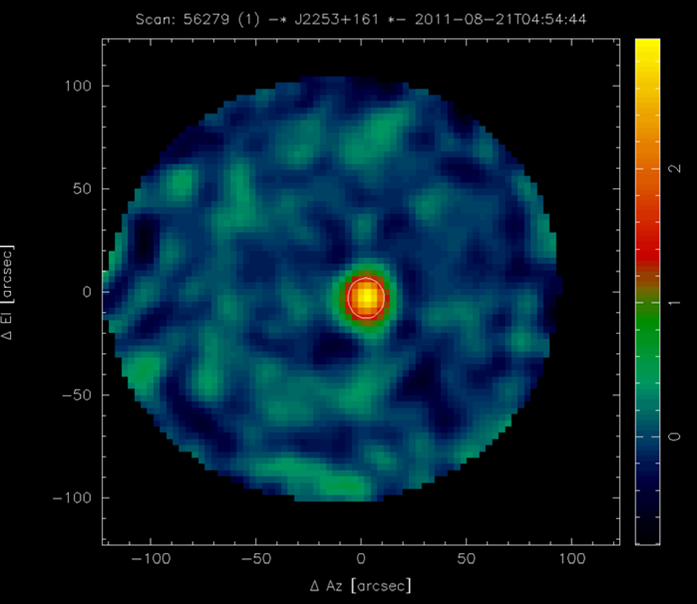 Scan: 56279 (1) -* J2253+161 *- 2011-08-21T04:54:44
100
50
0
-50
-100
Δ El [arcsec]
-100 -50 0 50 100
Δ Az [arcsec]
2
1
0